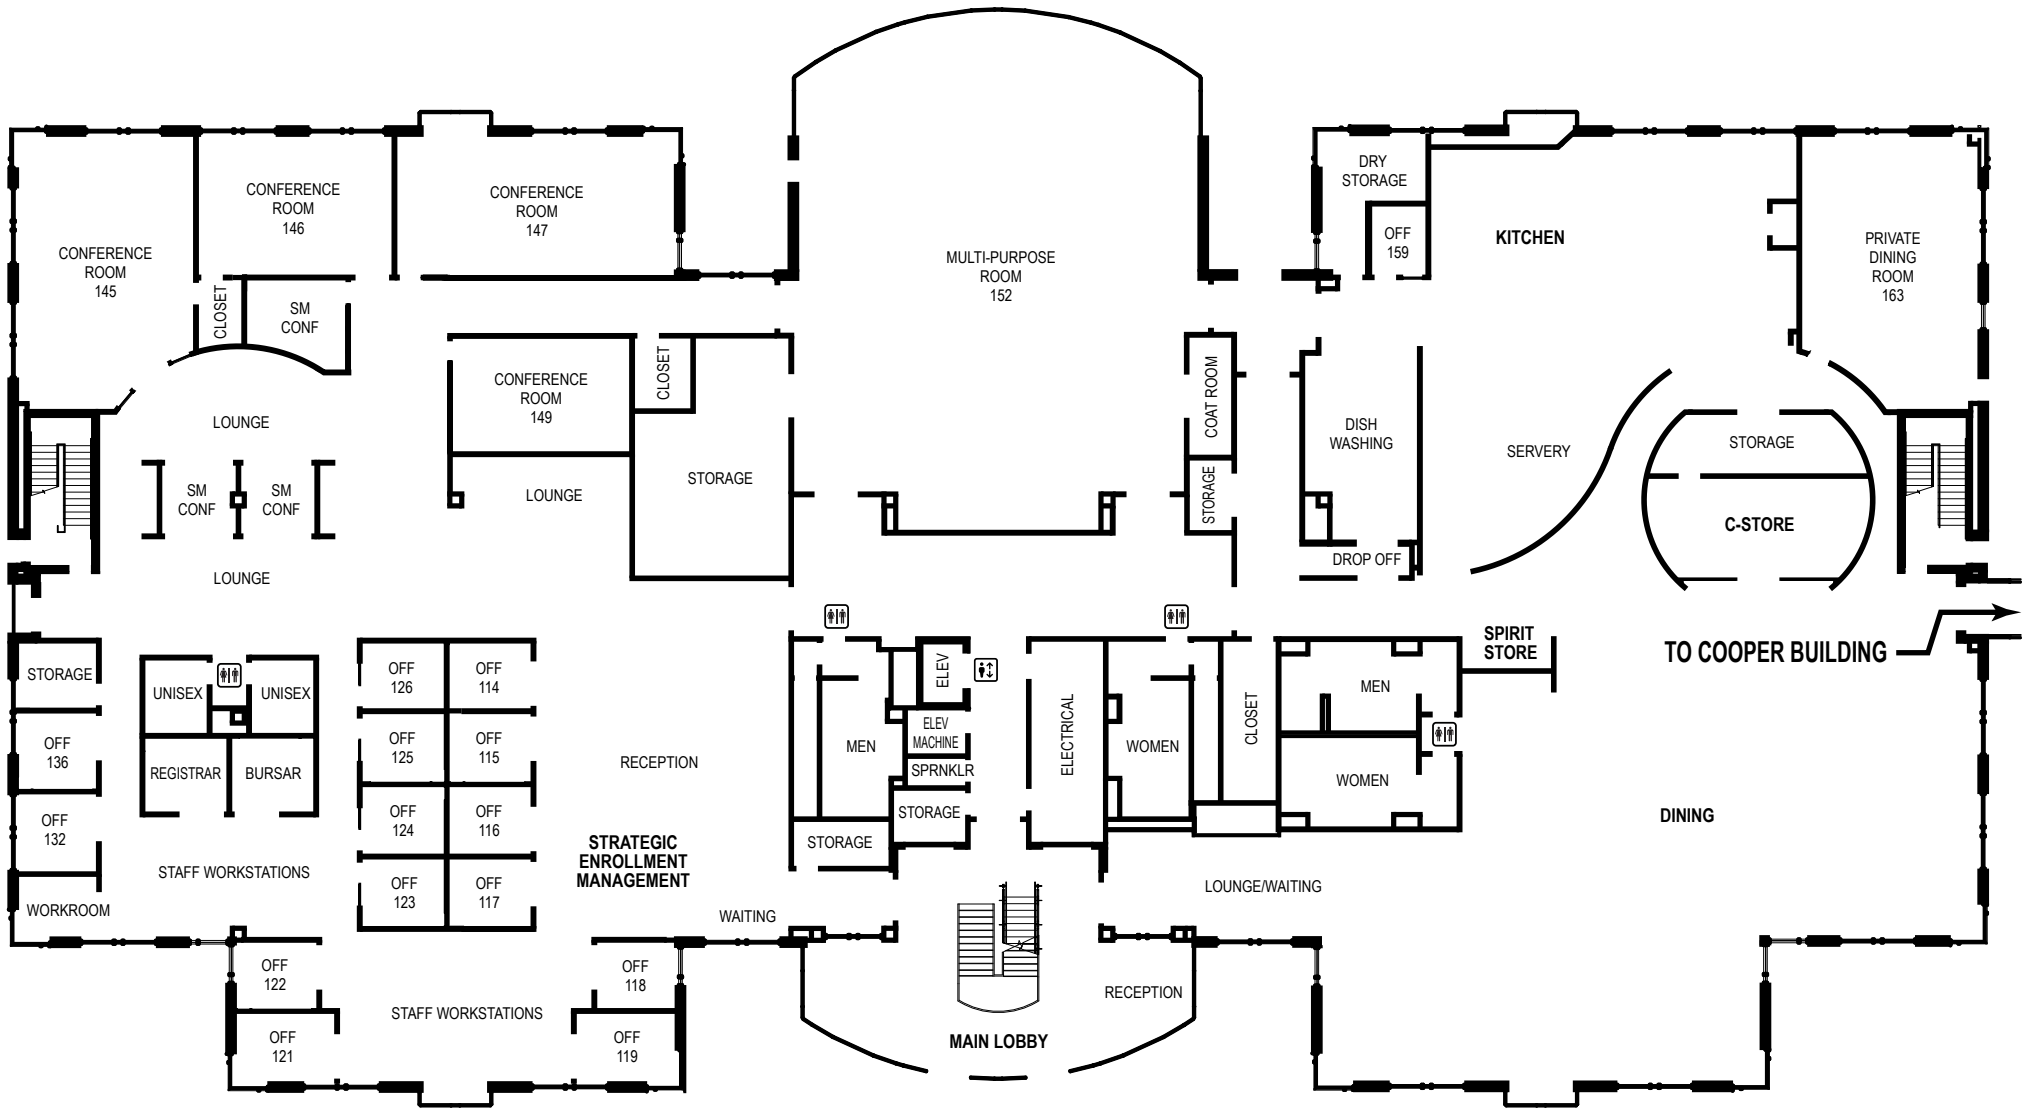 CONFERENCE
ROOM
145
CONFERENCE
ROOM
146
CONFERENCE
ROOM
147
CLOSET
SM
CONF
LOUNGE
SM
CONF
SM
CONF
LOUNGE
CONFERENCE
ROOM
149
CLOSET
LOUNGE
STORAGE
MULTI-PURPOSE
ROOM
152
COAT ROOM
STORAGE
DRY
STORAGE
OFF
159
KITCHEN
PRIVATE
DINING
ROOM
163
DISH
WASHING
DROP OFF
SERVERY
STORAGE
C-STORE
SPIRIT
STORE
TO COOPER BUILDING
STORAGE
OFF
136
OFF
132
WORKROOM
UNISEX
UNISEX
REGISTRAR
BURSAR
STAFF WORKSTATIONS
OFF
126
OFF
114
OFF
125
OFF
115
OFF
124
OFF
116
OFF
123
OFF
117
RECEPTION
STRATEGIC
ENROLLMENT
MANAGEMENT
WAITING
OFF
122
OFF
121
STAFF WORKSTATIONS
OFF
118
OFF
119
MEN
ELEV
ELEV
MACHINE
SPRNKLR
STORAGE
STORAGE
ELECTRICAL
WOMEN
CLOSET
MEN
WOMEN
LOUNGE/WAITING
DINING
RECEPTION
MAIN LOBBY